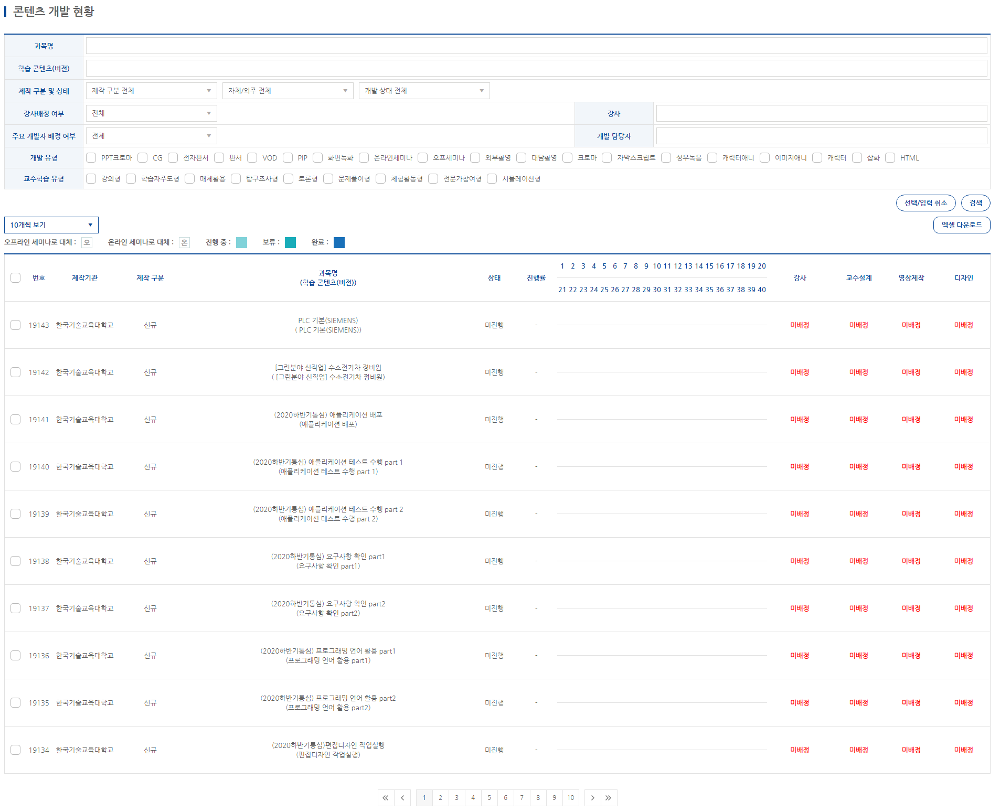 콘텐츠 개발 현황
과목명
학습 콘텐츠(버전)
제작 구분 및 상태 제작 구분 전체 자체/외주 전체 개발 상태 전체
강사배정 여부 전체 강사
주요 개발자 배정 여부 전체 개발 담당자
개발 유형 PPT크로마 CG 전자판서 판서 VOD PIP 화면녹화 온라인세미나 오프세미나 외부촬영 대담촬영 크로마 자막스크립트 성우녹음 캐릭터애니 이미지애니 캐릭터 삽화 HTML
교수학습 유형 강의형 학습자주도형 매체활용 탐구조사형 토론형 문제풀이형 체험활동형 전문가참여형 시뮬레이션형
선택/입력 취소 검색
10개씩 보기 엑셀 다운로드
오프라인 세미나로 대체 : 오 온라인 세미나로 대체 : 온 진행 중 : 보류 : 완료 :
번호 제작기관 제작 구분 과목명 상태 진행률 1 2 3 4 5 6 7 8 9 10 11 12 13 14 15 16 17 18 19 20 강사 교수설계 영상제작 디자인
(학습 콘텐츠(버전)) 21 22 23 24 25 26 27 28 29 30 31 32 33 34 35 36 37 38 39 40
19143 한국기술교육대학교 신규 PLC 기본(SIEMENS) 미진행 - 미배정 미배정 미배정 미배정
( PLC 기본(SIEMENS))
19142 한국기술교육대학교 신규 [그린분야 신직업] 수소전기차 정비원 미진행 - 미배정 미배정 미배정 미배정
( [그린분야 신직업] 수소전기차 정비원)
19141 한국기술교육대학교 신규 (2020하반기통심) 애플리케이션 배포 미진행 - 미배정 미배정 미배정 미배정
(애플리케이션 배포)
19140 한국기술교육대학교 신규 (2020하반기통심) 애플리케이션 테스트 수행 part 1 미진행 - 미배정 미배정 미배정 미배정
(애플리케이션 테스트 수행 part 1)
19139 한국기술교육대학교 신규 (2020하반기통심) 애플리케이션 테스트 수행 part 2 미진행 - 미배정 미배정 미배정 미배정
(애플리케이션 테스트 수행 part 2)
19138 한국기술교육대학교 신규 (2020하반기통심) 요구사항 확인 part1 미진행 - 미배정 미배정 미배정 미배정
(요구사항 확인 part1)
19137 한국기술교육대학교 신규 (2020하반기통심) 요구사항 확인 part2 미진행 - 미배정 미배정 미배정 미배정
(요구사항 확인 part2)
19136 한국기술교육대학교 신규 (2020하반기통심) 프로그래밍 언어 활용 part1 미진행 - 미배정 미배정 미배정 미배정
(프로그래밍 언어 활용 part1)
19135 한국기술교육대학교 신규 (2020하반기통심) 프로그래밍 언어 활용 part2 미진행 - 미배정 미배정 미배정 미배정
(프로그래밍 언어 활용 part2)
19134 한국기술교육대학교 신규 (2020하반기통심)편집디자인 작업실행 미진행 - 미배정 미배정 미배정 미배정
(편집디자인 작업실행)
1 2 3 4 5 6 7 8 9 10